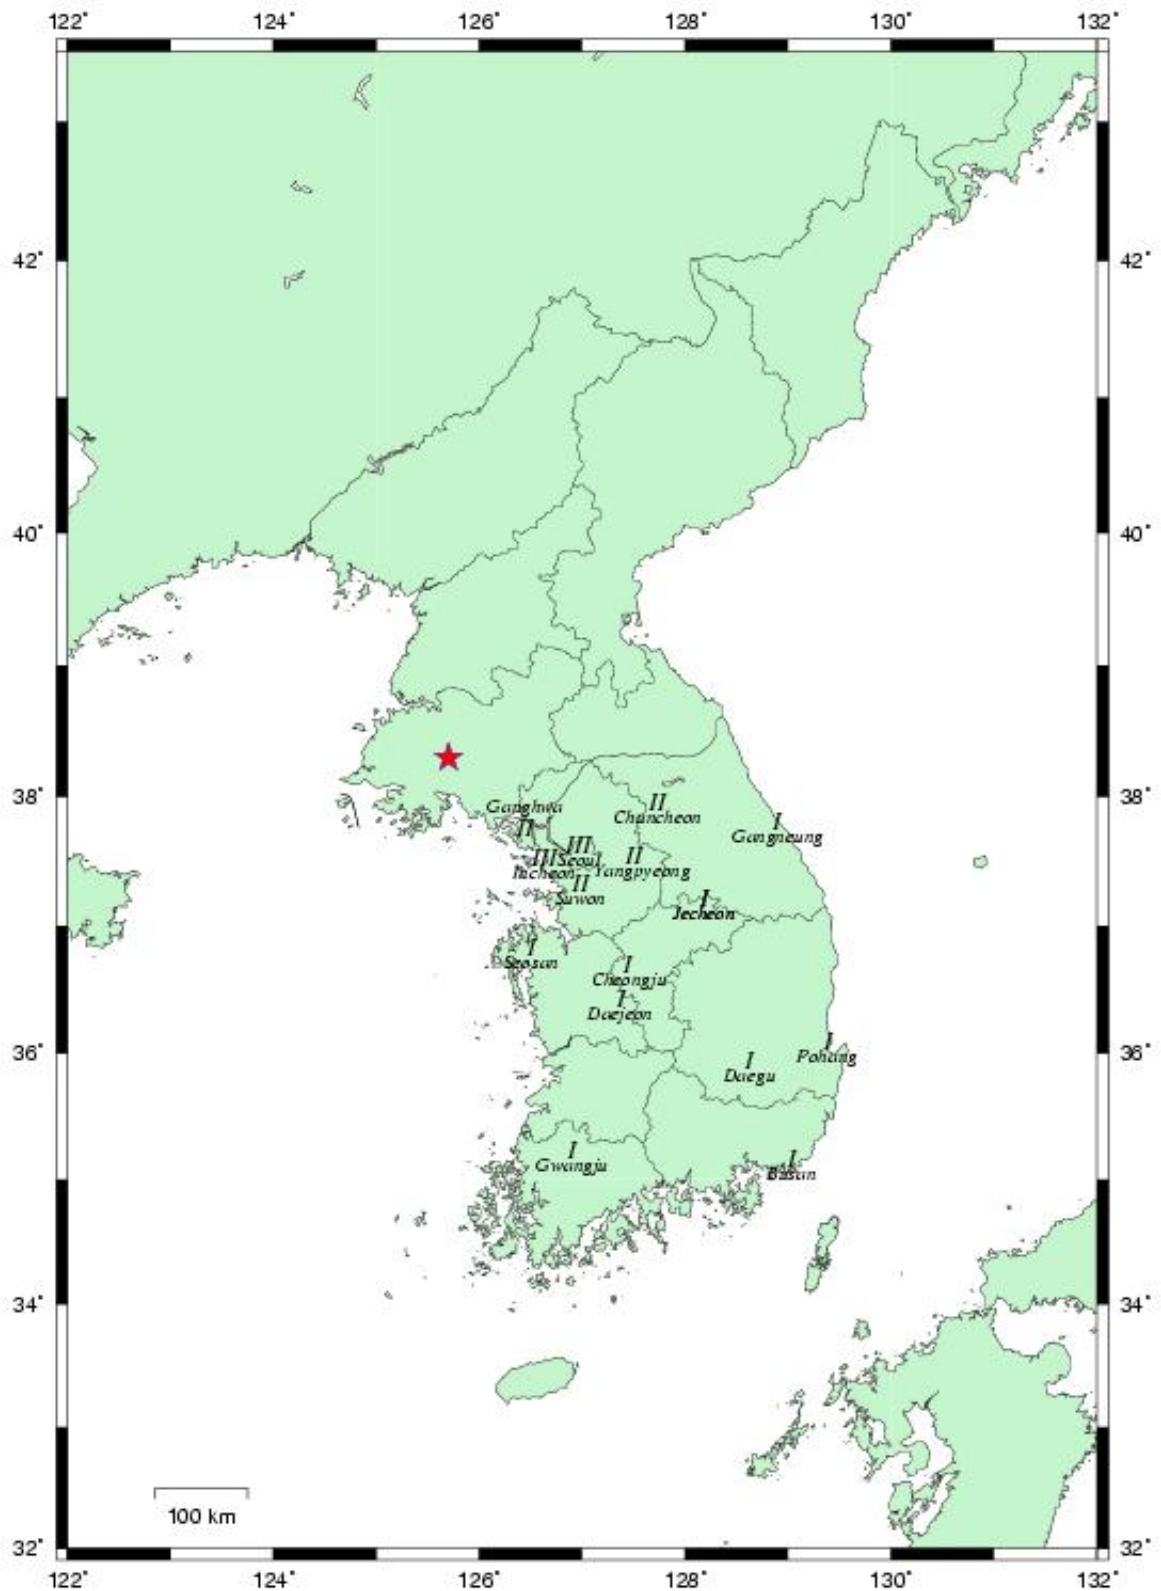 122° 124° 126° 128° 130° 132°
42° 42°
40° 40°
38° 38°
Ganghwa
II
II
Chuncheon
I
Gangneung
III
Seoul
III
Incheon
II
Yangpyeong
II
Suwon
I
Jecheon
I
Seosan
I
Cheongju
I
Daejeon
36° 36°
I
Pohang
I
Daegu
I
Gwangju
I
Busan
34° 34°
100 km
32° 32°
122° 124° 126° 128° 130° 132°